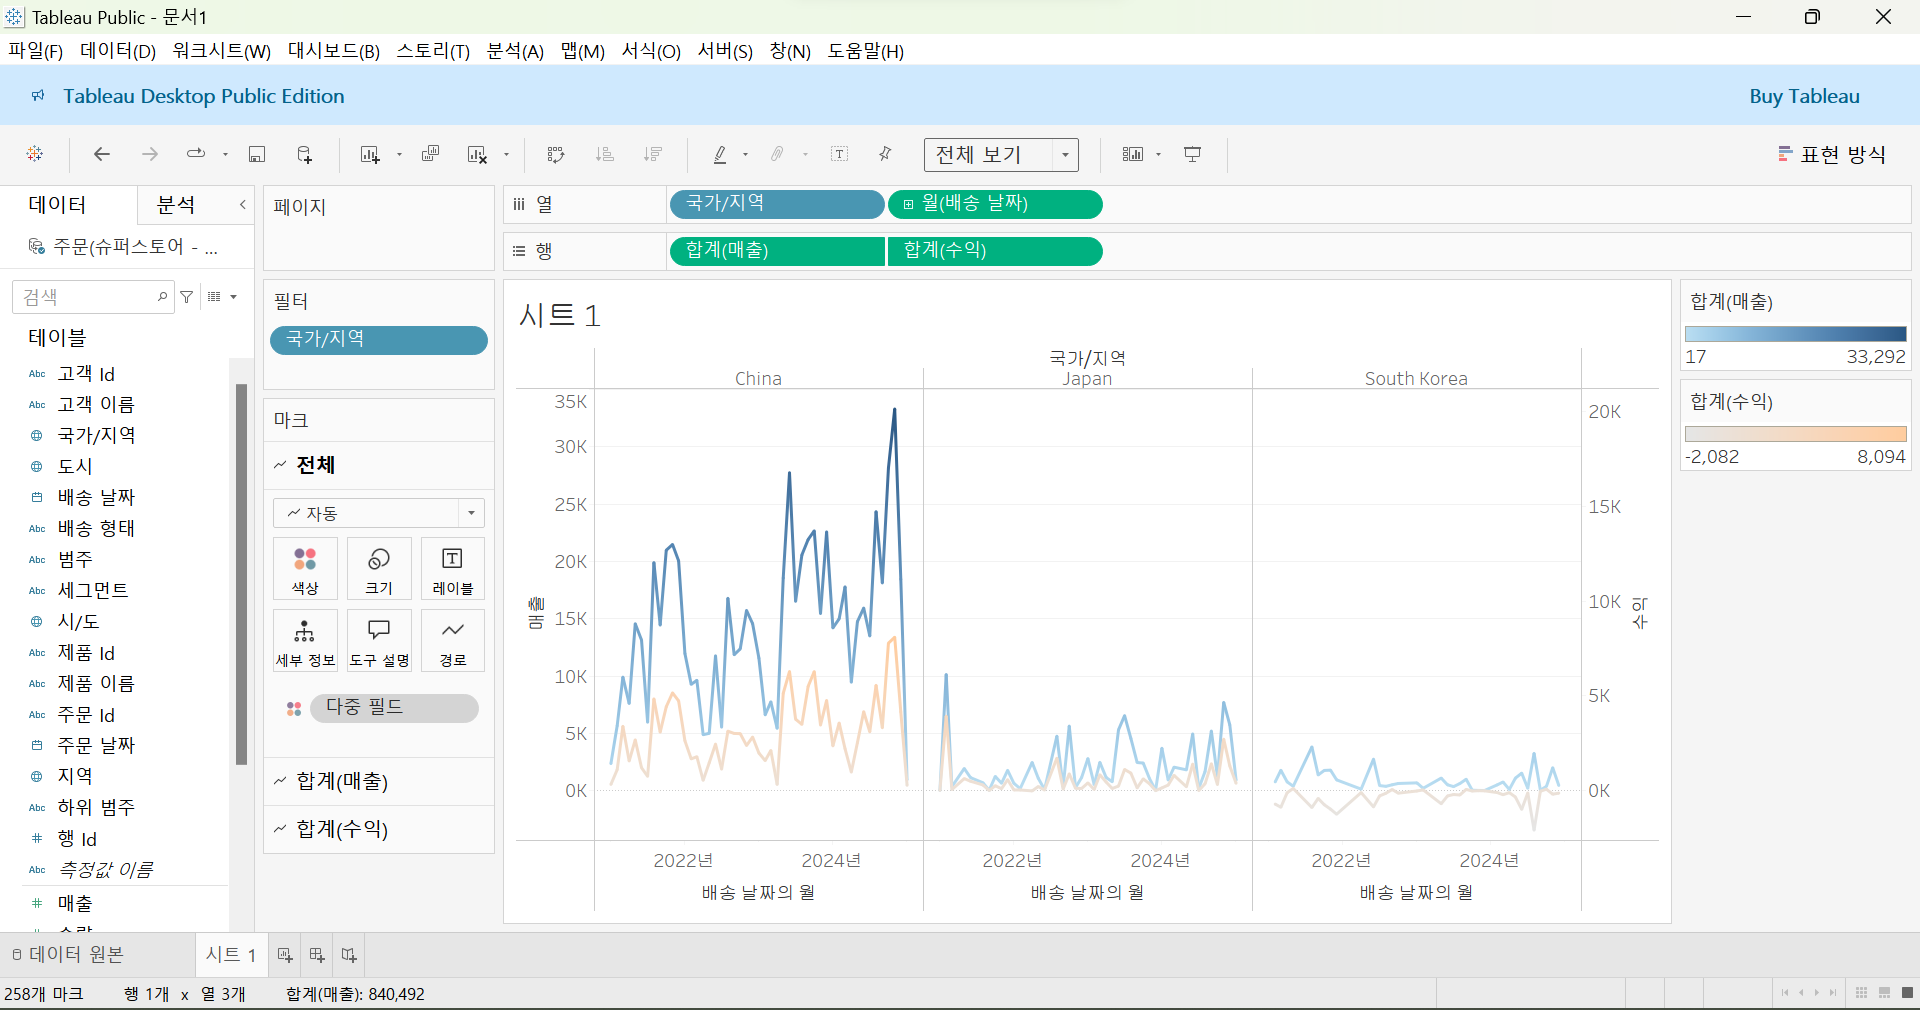 Tableau Public - 문서1
파일(F) 데이터(D) 워크시트(W) 대시보드(B) 스토리(T) 분석(A) 맵(M) 서식(O) 서버(S) 창(N) 도움말(H)
Tableau Desktop Public Edition
Buy Tableau
전체 보기
표현 방식
데이터
분석
주문(슈퍼스토어 - ...
검색
테이블
Abc 고객 Id
Abc 고객 이름
국가/지역
도시
배송 날짜
Abc 배송 형태
Abc 범주
Abc 세그먼트
시/도
Abc 제품 Id
Abc 제품 이름
Abc 주문 Id
주문 날짜
지역
Abc 하위 범주
# 행 Id
Abc 측정값 이름
# 매출
페이지
필터
국가/지역
마크
전체
자동
색상
크기
레이블
세부 정보
도구 설명
경로
다중 필드
합계(매출)
합계(수익)
열
국가/지역
월(배송 날짜)
행
합계(매출)
합계(수익)
시트 1
국가/지역
China
Japan
South Korea
매출
35K
30K
25K
20K
15K
10K
5K
0K
20K
15K
10K
5K
0K
수익
2022년 2024년
2022년 2024년
2022년 2024년
배송 날짜의 월
배송 날짜의 월
배송 날짜의 월
합계(매출)
17 33,292
합계(수익)
-2,082 8,094
데이터 원본
시트 1
258개 마크 행 1개 x 열 3개 합계(매출): 840,492